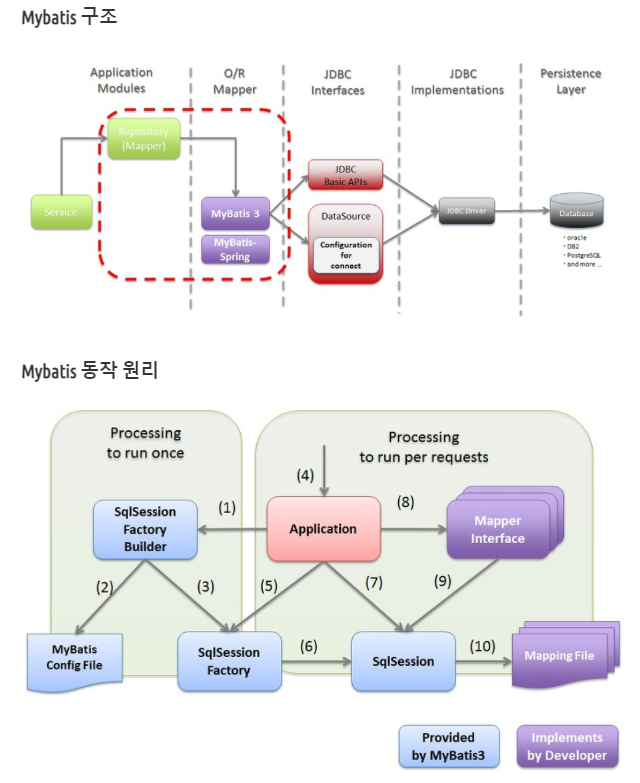 Mybatis 구조
Application
Modules
O/R
Mapper
JDBC
Interfaces
JDBC
Implementations
Persistence
Layer
Repository
(Mapper)
Service
MyBatis 3
MyBatis-
Spring
JDBC
Basic APIs
DataSource
Configuration
for
connect
JDBC Driver
Database
・oracle
・DB2
・PostgreSQL
・and more ...
Mybatis 동작 원리
Processing
to run once
Processing
to run per requests
(4)
SqlSession
Factory
Builder
(1)
Application
(8)
Mapper
Interface
(2)
(3)
(5)
(7)
(9)
MyBatis
Config File
SqlSession
Factory
(6)
SqlSession
(10)
Mapping File
Provided
by MyBatis3
Implements
by Developer